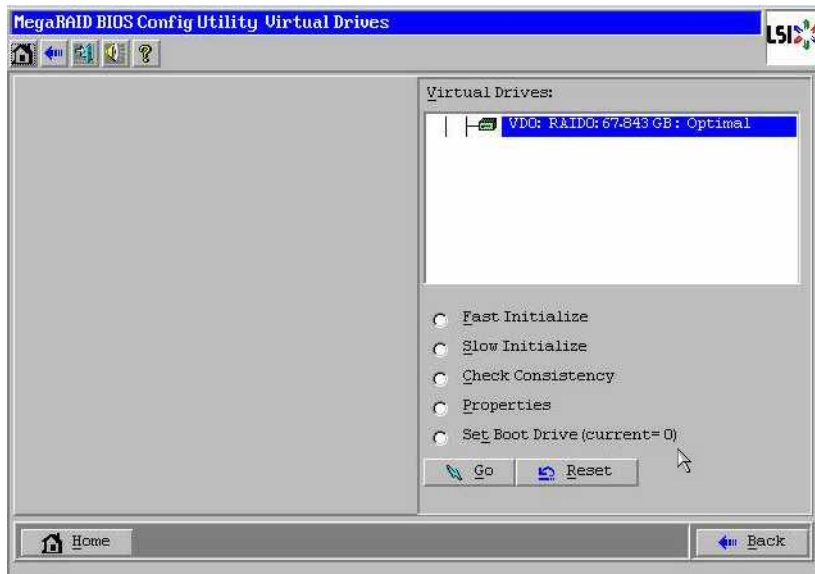 MegaRAID BIOS Config Utility Virtual Drives
LSI
?
Virtual Drives:
VD0: RAID0: 67.843 GB: Optimal
Fast Initialize
Slow Initialize
Check Consistency
Properties
Set Boot Drive (current= 0)
Go
Reset
Home
Back